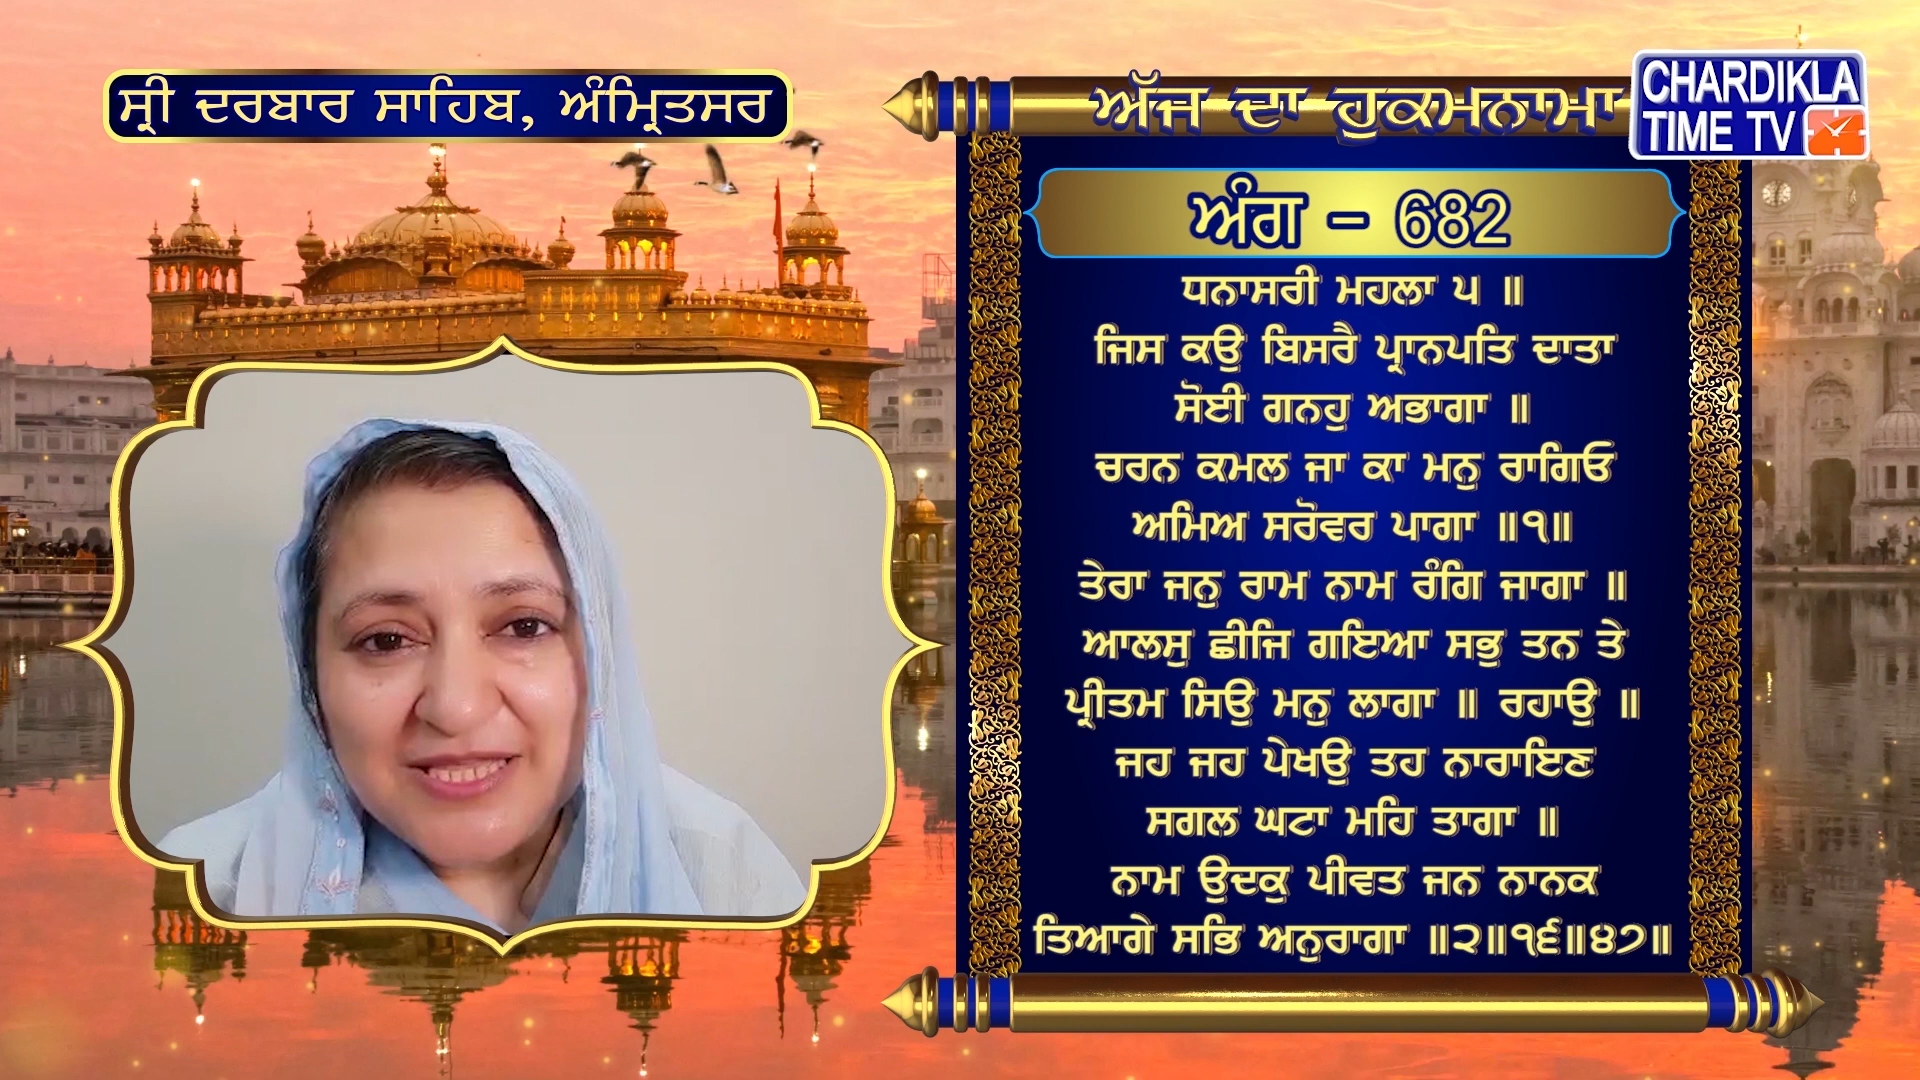 ਸ੍ਰੀ ਦਰਬਾਰ ਸਾਹਿਬ, ਅੰਮ੍ਰਿਤਸਰ
ਅੱਜ ਦਾ ਹੁਕਮਨਾਮਾ
CHARDIKLA
TIME TV
ਅੰਗ – 682
ਧਨਾਸਰੀ ਮਹਲਾ ੫ ॥
ਜਿਸ ਕਉ ਬਿਸਰੈ ਪ੍ਰਾਨਪਤਿ ਦਾਤਾ
ਸੋਈ ਗਨਹੁ ਅਭਾਗਾ ॥
ਚਰਨ ਕਮਲ ਜਾ ਕਾ ਮਨੁ ਰਾਗਿਓ
ਅਮਿਅ ਸਰੋਵਰ ਪਾਗਾ ॥੧॥
ਤੇਰਾ ਜਨੁ ਰਾਮ ਨਾਮ ਰੰਗਿ ਜਾਗਾ ॥
ਆਲਸੁ ਛੀਜਿ ਗਇਆ ਸਭੁ ਤਨ ਤੇ
ਪ੍ਰੀਤਮ ਸਿਉ ਮਨੁ ਲਾਗਾ ॥ ਰਹਾਉ ॥
ਜਹ ਜਹ ਪੇਖਉ ਤਹ ਨਾਰਾਇਣ
ਸਗਲ ਘਟਾ ਮਹਿ ਤਾਗਾ ॥
ਨਾਮ ਉਦਕੁ ਪੀਵਤ ਜਨ ਨਾਨਕ
ਤਿਆਗੇ ਸਭਿ ਅਨੁਰਾਗਾ ॥੨॥੧੬॥੪੭॥